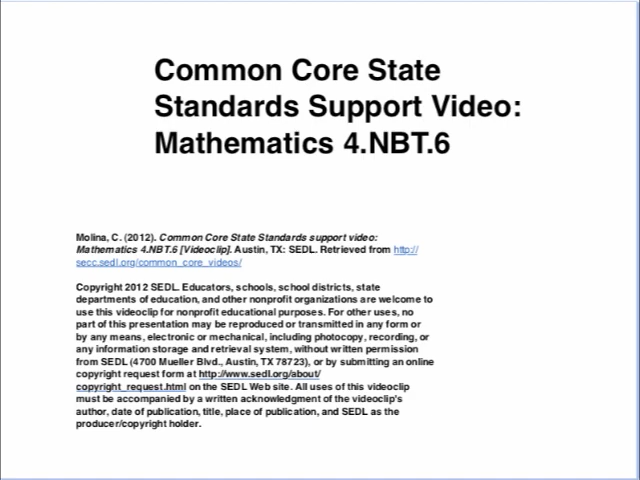 Common Core State
Standards Support Video:
Mathematics 4.NBT.6
Molina, C. (2012). Common Core State Standards support video:
Mathematics 4.NBT.6 [Videoclip]. Austin, TX: SEDL. Retrieved from http://
secc.sedl.org/common_core_videos/
Copyright 2012 SEDL. Educators, schools, school districts, state
departments of education, and other nonprofit organizations are welcome to
use this videoclip for nonprofit educational purposes. For other uses, no
part of this presentation may be reproduced or transmitted in any form or
by any means, electronic or mechanical, including photocopy, recording, or
any information storage and retrieval system, without written permission
from SEDL (4700 Mueller Blvd., Austin, TX 78723), or by submitting an online
copyright request form at http://www.sedl.org/about/
copyright_request.html on the SEDL Web site. All uses of this videoclip
must be accompanied by a written acknowledgment of the videoclip's
author, date of publication, title, place of publication, and SEDL as the
producer/copyright holder.